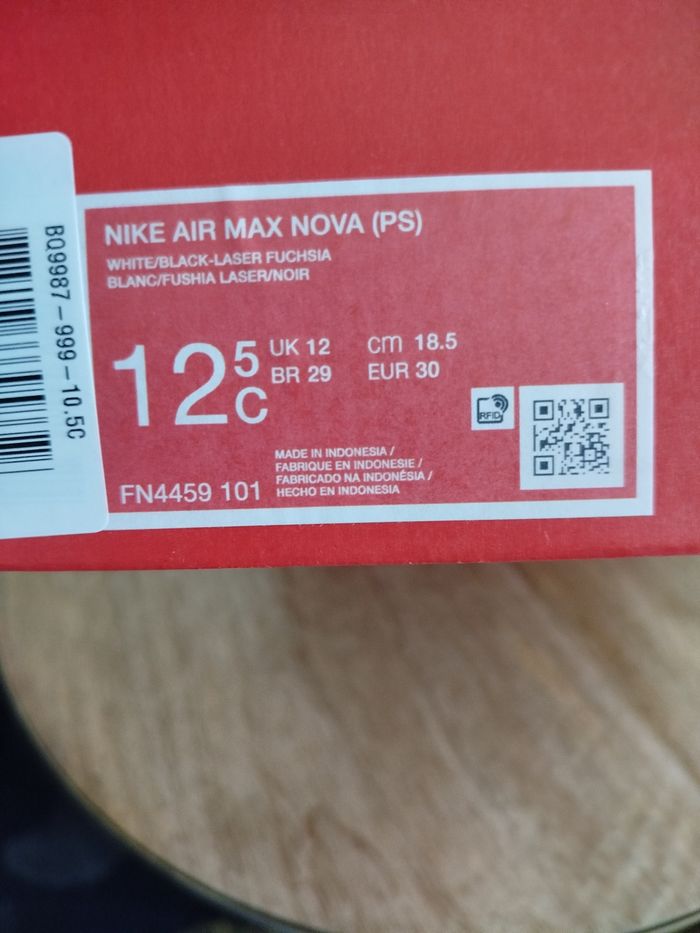 BQ9987-999-10.5C
NIKE AIR MAX NOVA (PS)
WHITE/BLACK-LASER FUCHSIA
BLANC/FUSHIA LASER/NOIR
12 5 C
UK 12 cm 18.5
BR 29 EUR 30
RFID
MADE IN INDONESIA /
FABRIQUE EN INDONESIE /
FABRICADO NA INDONÉSIA /
HECHO EN INDONESIA
FN4459 101